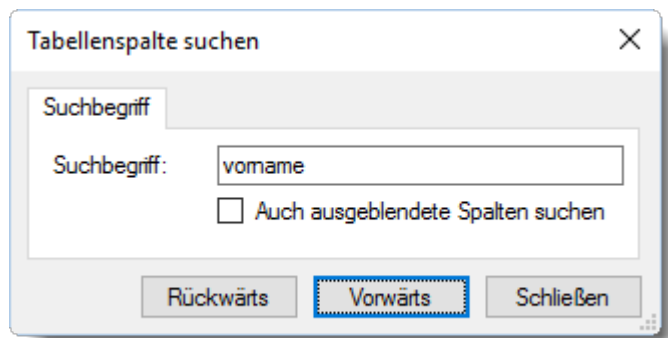 Tabellenspalte suchen
Suchbegriff
Suchbegriff: vorname
Auch ausgeblendete Spalten suchen
Rückwärts Vorwärts Schließen